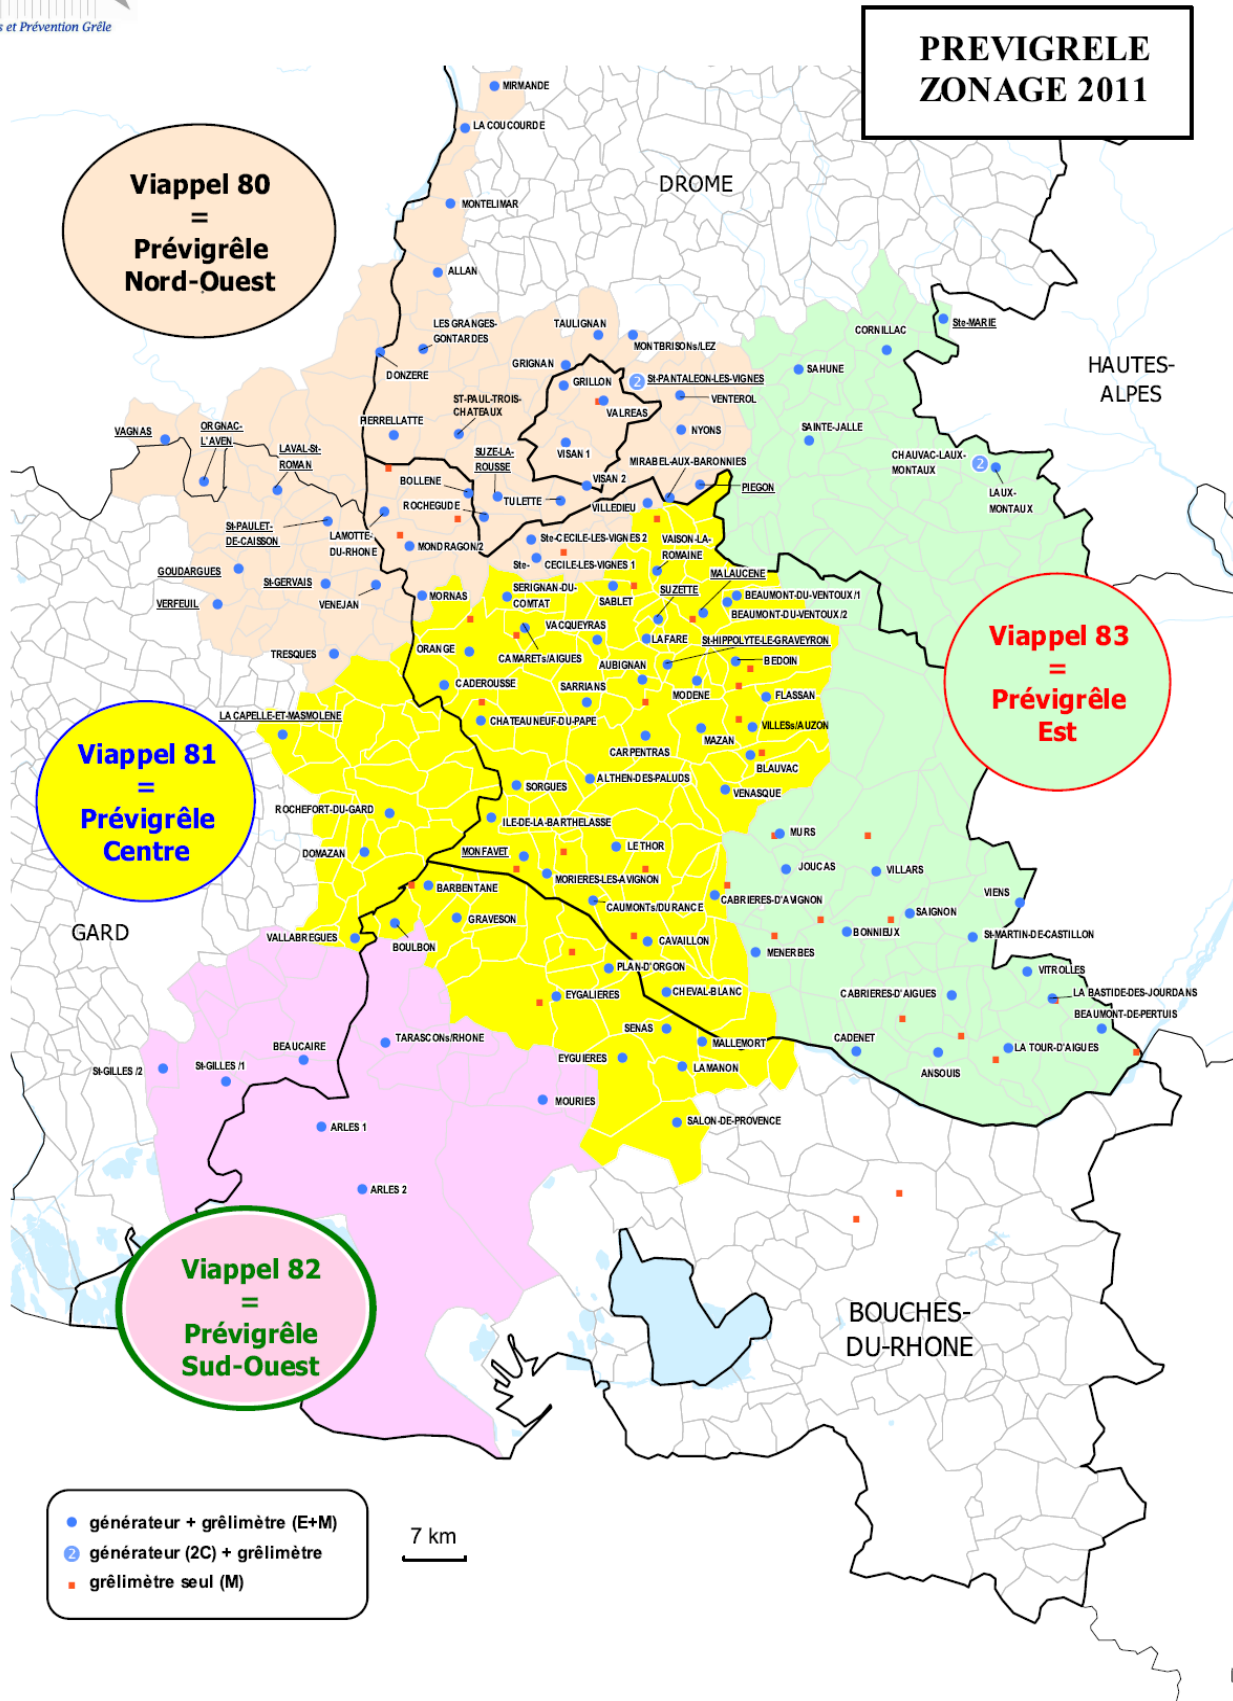 s et Prévention Grêle
PREVIGRELE
ZONAGE 2011
MIRMANDE
LA COUCOURDE
Viappel 80
=
Prévigrêle
Nord-Ouest
DROME
MONTELIMAR
ALLAN
LES GRANGES-
GONTARDES
TAULIGNAN
MONTBRISONs/LEZ
CORNILLAC
Ste-MARIE
HAUTES-
ALPES
DONZERE
GRIGNAN
GRILLON
2
St-PANTALEON-LES-VIGNES
VENTEROL
SAHUNE
ST-PAUL-TROIS-
CHATEAUX
VALREAS
PIERRELLATTE
NYONS
SAINTE-JALLE
VAGNAS
ORGNAC-
L'AVEN
LAVAL-St-
ROMAN
SUZE-LA-
ROUSSE
VISAN 1
MIRABEL-AUX-BARONNIES
CHAUVAC-LAUX-
MONTAUX
2
LAUX-
MONTAUX
BOLLENE
VISAN 2
PIEGON
ROCHEGUDE
TULETTE
VILLEDIEU
St-PAULET-
DE-CAISSON
LAMOTTE-
DU-RHONE
MONDRAGON/2
Ste-CECILE-LES-VIGNES 2
VAISON-LA-
ROMAINE
Ste-
CECILE-LES-VIGNES 1
GOUDARGUES
St-GERVAIS
MALAUCENE
VERFEUIL
VENEJAN
MORNAS
SERIGNAN-DU-
COMTAT
SABLET
SUZETTE
BEAUMONT-DU-VENTOUX /1
BEAUMONT-DU-VENTOUX /2
VACQUEYRAS
LAFARE
St-HIPPOLYTE-LE-GRAVEYRON
TRESQUES
ORANGE
CAMARETs/AIGUES
AUBIGNAN
BEDOIN
Viappel 83
=
Prévigrêle
Est
CADEROUSSE
SARRIANS
MODENE
FLASSAN
LA CAPELLE-ET-MASMOLENE
CHATEAUNEUF-DU-PAPE
MAZAN
VILLESs/AUZON
Viappel 81
=
Prévigrêle
Centre
CARPENTRAS
BLAUVAC
SORGUES
ALTHEN-DES-PALUDS
VENASQUE
ROCHEFORT-DU-GARD
ILE-DE-LA-BARTHELASSE
MURS
DOMAZAN
MONFAVET
LE THOR
JOUCAS
VILLARS
BARBENTANE
MORIERES-LES-AVIGNON
CABRIERES-D'AVIGNON
VIENS
CAUMONTs/DURANCE
SAIGNON
GARD
GRAVESON
BONNIEUX
St-MARTIN-DE-CASTILLON
VALLABREGUES
BOULBON
CAVAILLON
MENERBES
PLAN-D'ORGON
VITROLLES
EYGALIERES
CHEVAL-BLANC
CABRIERES-D'AIGUES
LA BASTIDE-DES-JOURDANS
BEAUMONT-DE-PERTUIS
SENAS
TARASCONs/RHONE
BEAUCAIRE
MALLEMORT
CADENET
LA TOUR-D'AIGUES
EYGUIERES
LAMANON
ANSOUIS
St-GILLES /2
St-GILLES /1
MOURIES
SALON-DE-PROVENCE
ARLES 1
ARLES 2
Viappel 82
=
Prévigrêle
Sud-Ouest
BOUCHES-
DU-RHONE
générateur + grêlimètre (E+M)
2 générateur (2C) + grêlimètre
grêlimètre seul (M)
7 km